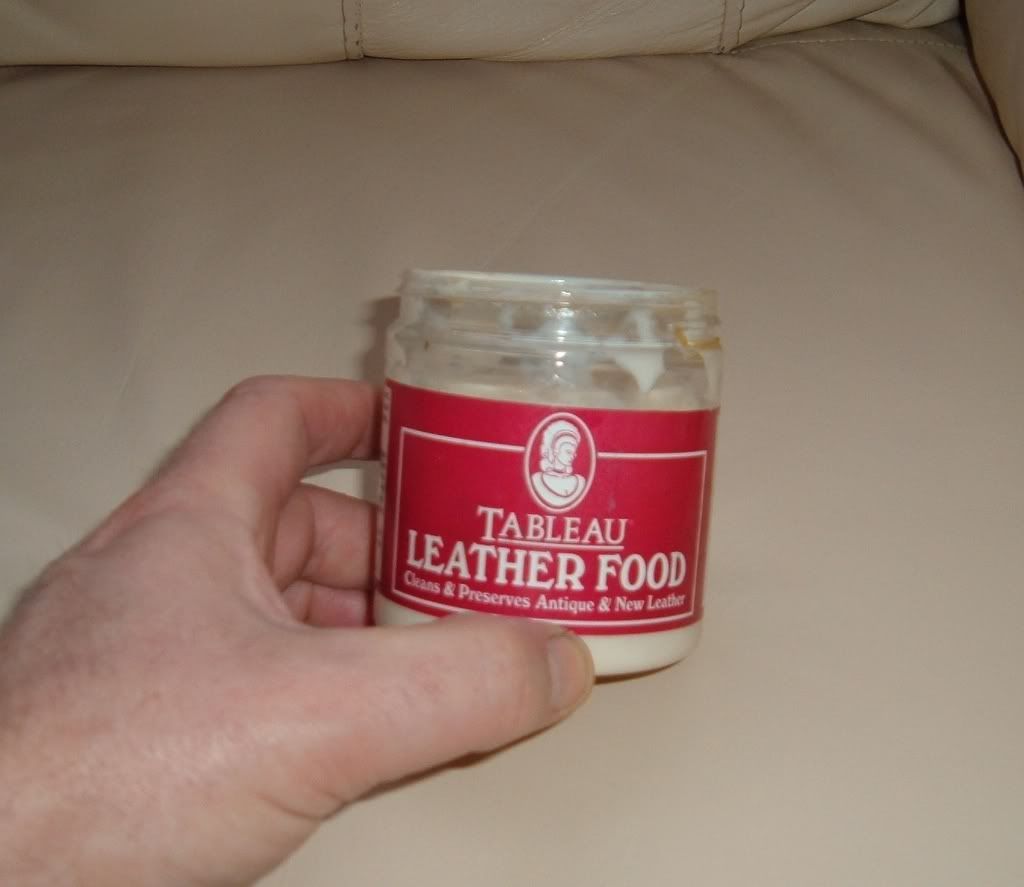 TABLEAU
LEATHER FOOD
Cleans & Preserves Antique & New Leather